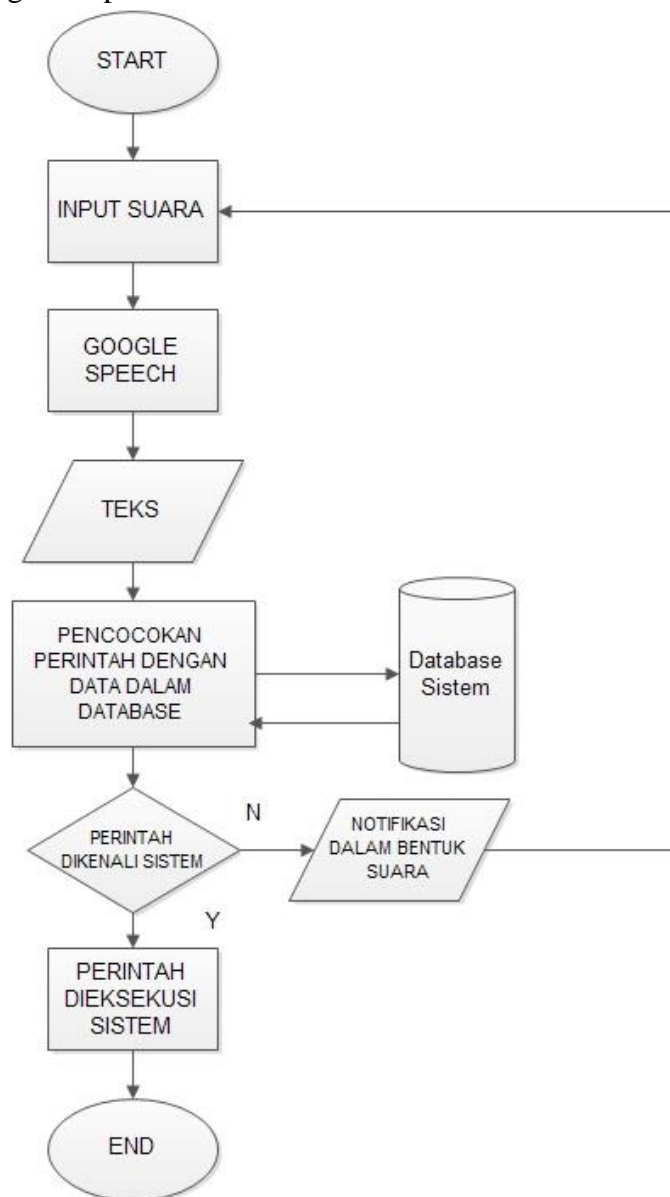 START
INPUT SUARA
GOOGLE
SPEECH
TEKS
PENCOCOKAN
PERINTAH DENGAN
DATA DALAM
DATABASE
Database
Sistem
PERINTAH
DIKENALI SISTEM
N
NOTIFIKASI
DALAM BENTUK
SUARA
Y
PERINTAH
DIEKSEKUSI
SISTEM
END